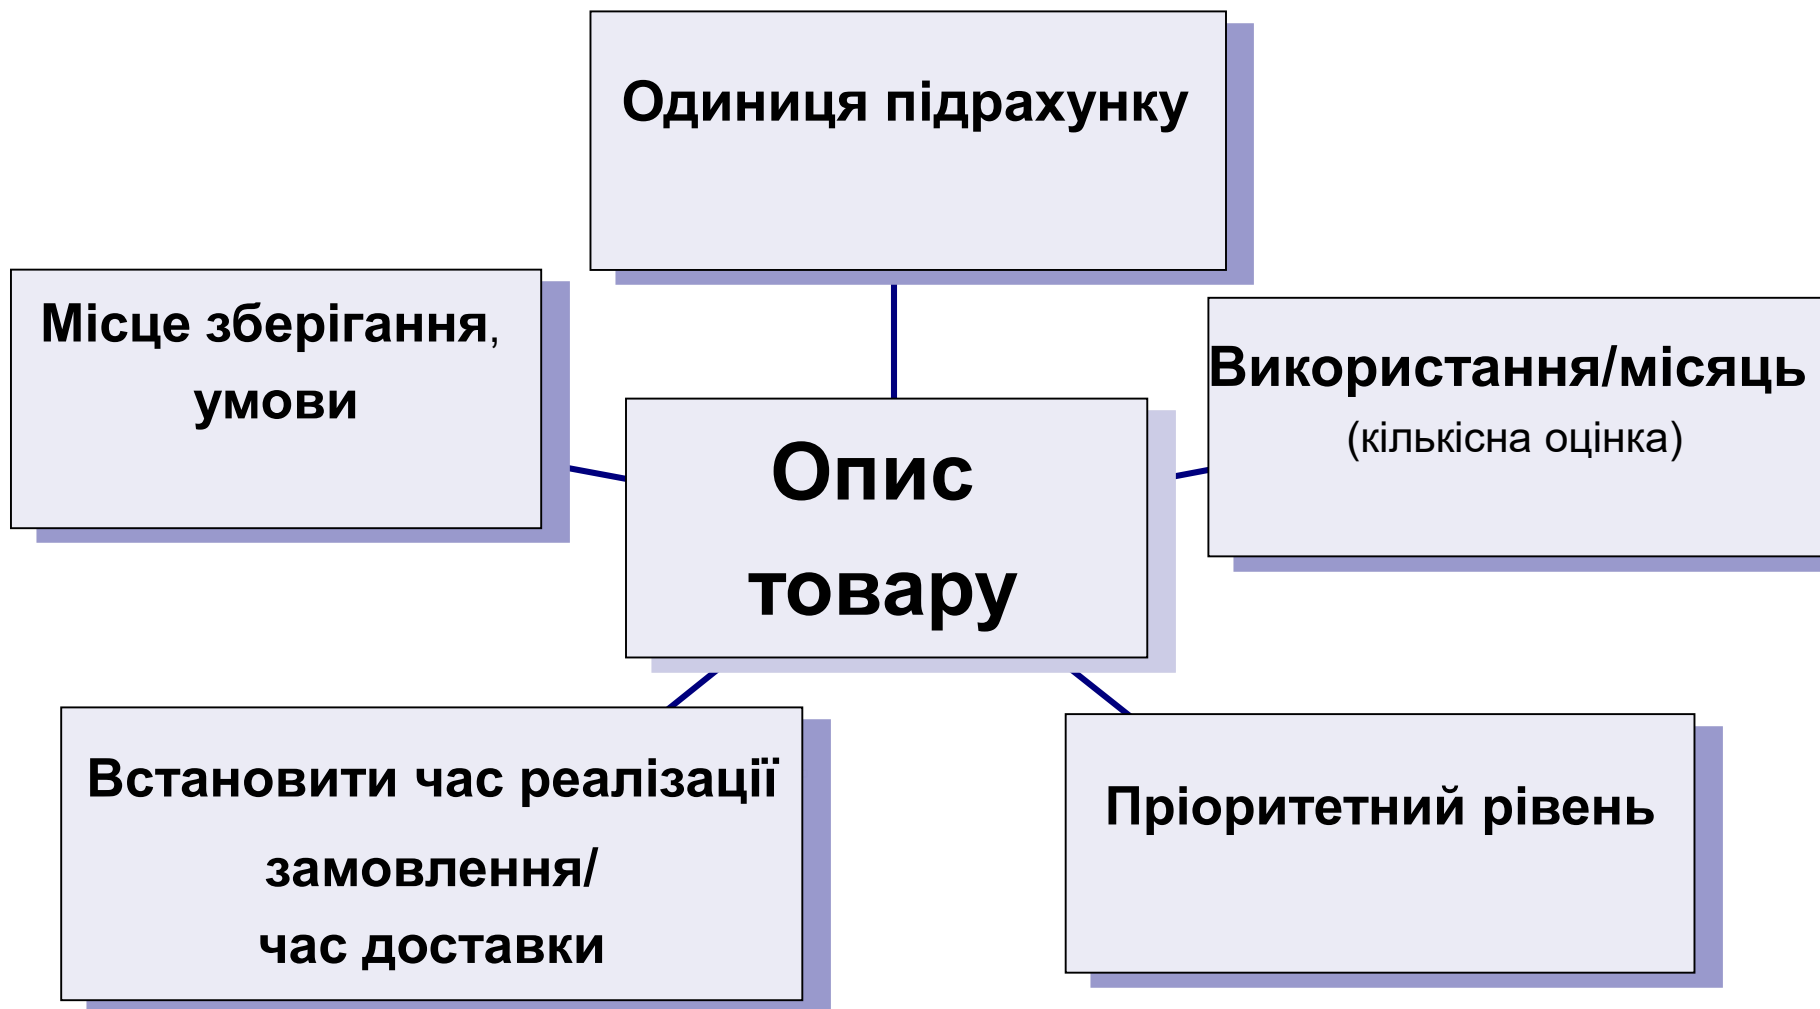 Одиниця підрахунку
Місце зберігання,
умови
Використання/місяць
(кількісна оцінка)
Опис
товару
Встановити час реалізації
замовлення/
час доставки
Пріоритетний рівень